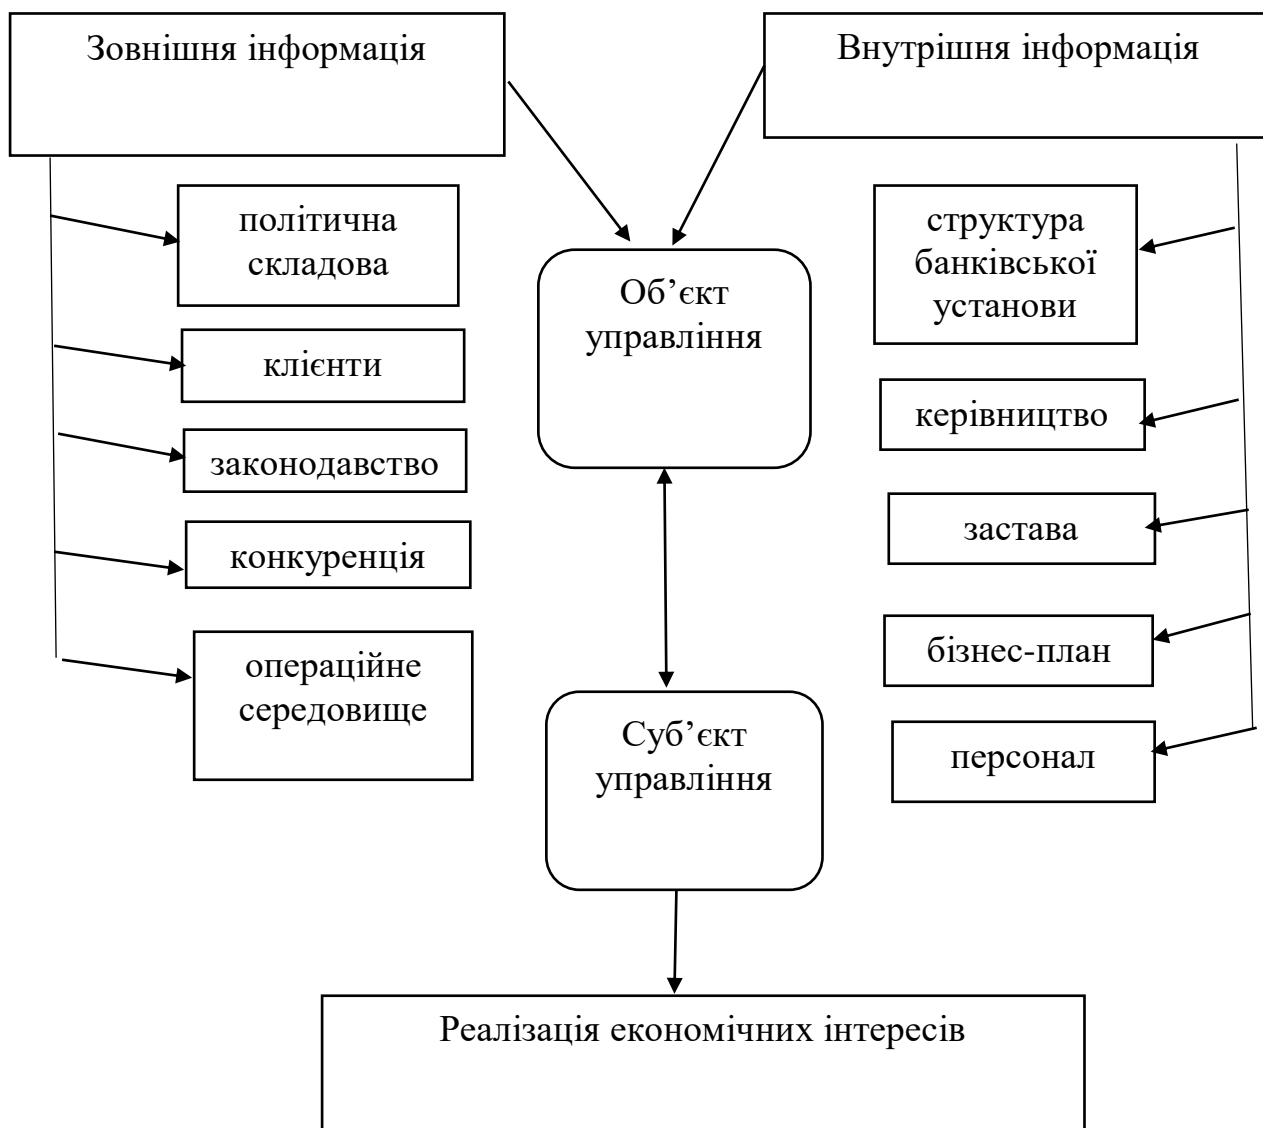 Зовнішня інформація
Внутрішня інформація
політична
складова
клієнти
законодавство
конкуренція
операційне
середовище
Об’єкт
управління
Суб’єкт
управління
структура
банківської
установи
керівництво
застава
бізнес-план
персонал
Реалізація економічних інтересів